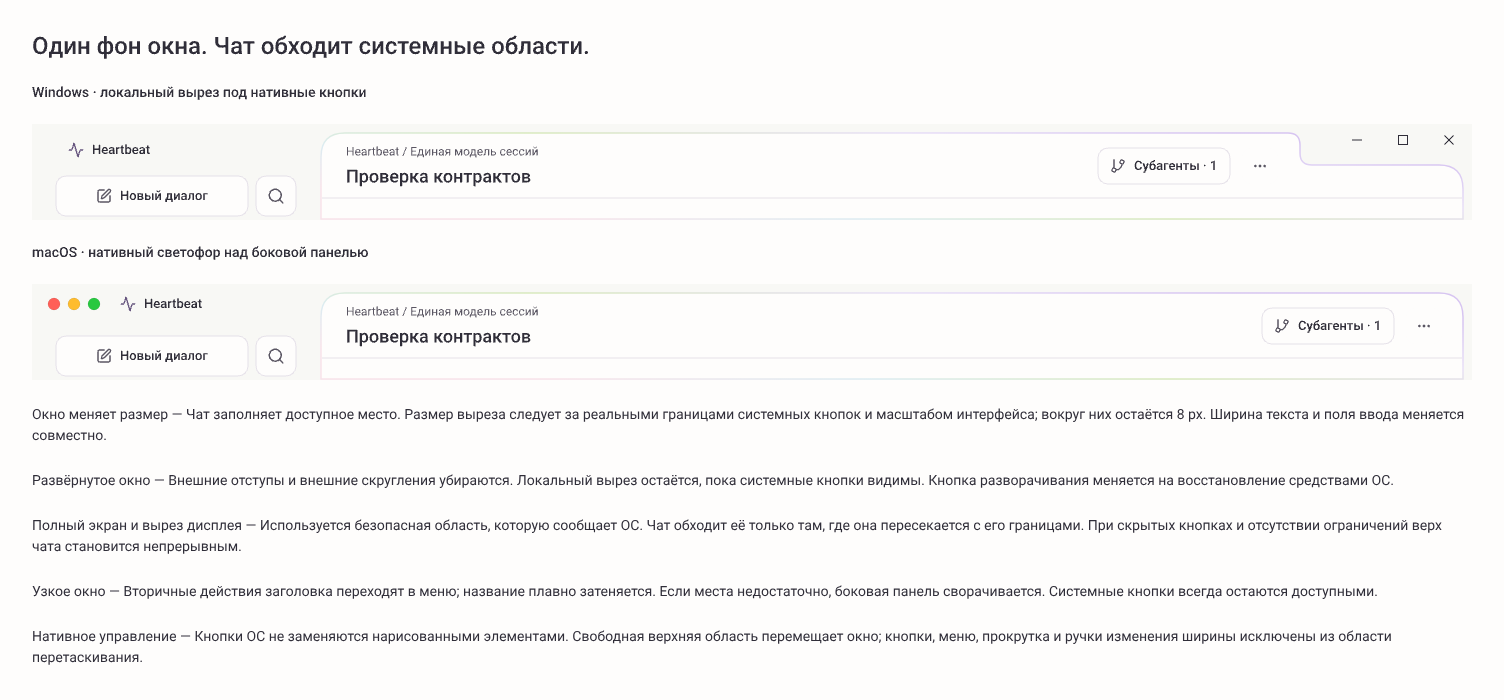 Один фон окна. Чат обходит системные области.
Windows · локальный вырез под нативные кнопки
Heartbeat
Новый диалог
Heartbeat / Единая модель сессий
Проверка контрактов
Субагенты · 1
macOS · нативный светофор над боковой панелью
Heartbeat
Новый диалог
Heartbeat / Единая модель сессий
Проверка контрактов
Субагенты · 1
Окно меняет размер — Чат заполняет доступное место. Размер выреза следует за реальными границами системных кнопок и масштабом интерфейса; вокруг них остаётся 8 px. Ширина текста и поля ввода меняется
совместно.
Развёрнутое окно — Внешние отступы и внешние скругления убираются. Локальный вырез остаётся, пока системные кнопки видимы. Кнопка разворачивания меняется на восстановление средствами ОС.
Полный экран и вырез дисплея — Используется безопасная область, которую сообщает ОС. Чат обходит её только там, где она пересекается с его границами. При скрытых кнопках и отсутствии ограничений верх
чата становится непрерывным.
Узкое окно — Вторичные действия заголовка переходят в меню; название плавно затеняется. Если места недостаточно, боковая панель сворачивается. Системные кнопки всегда остаются доступными.
Нативное управление — Кнопки ОС не заменяются нарисованными элементами. Свободная верхняя область перемещает окно; кнопки, меню, прокрутка и ручки изменения ширины исключены из области
перетаскивания.